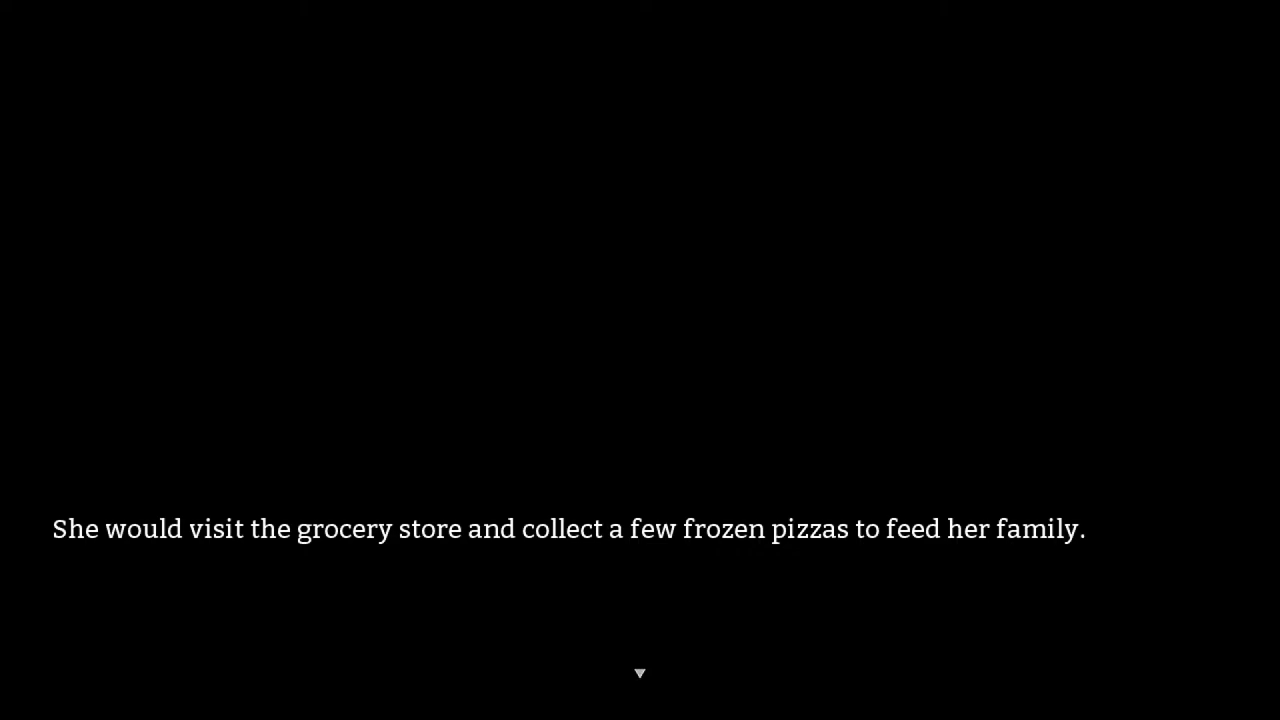 She would visit the grocery store and collect a few frozen pizzas to feed her family.